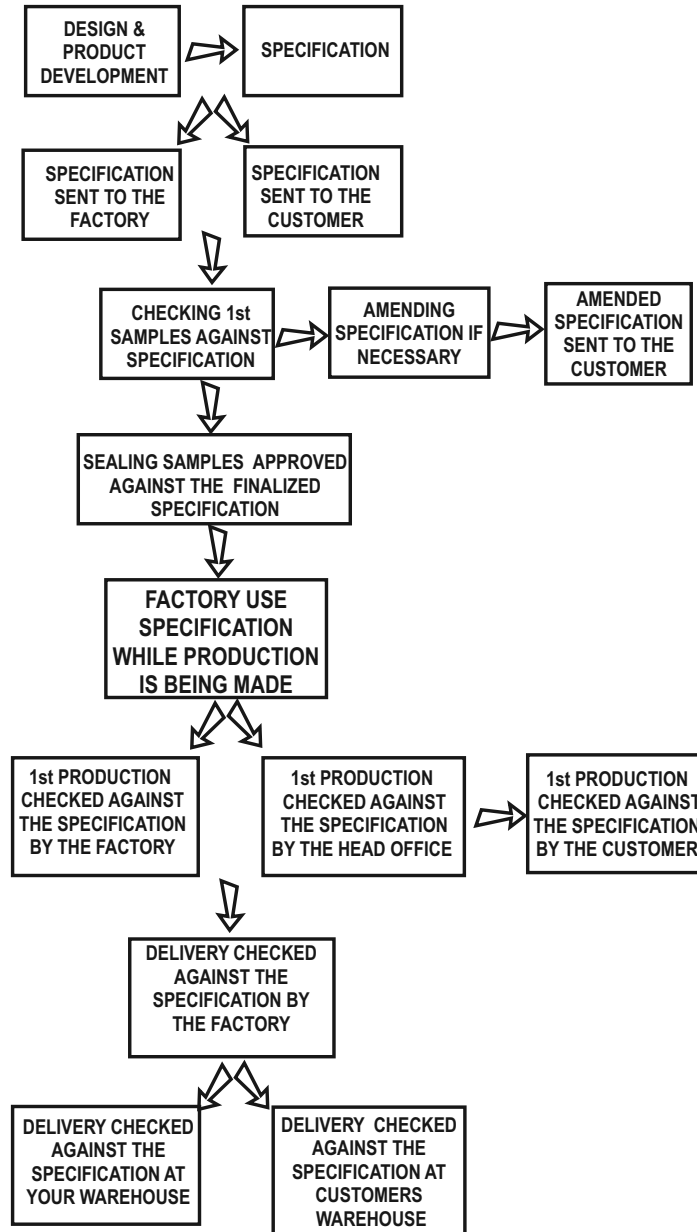 DESIGN &
PRODUCT
DEVELOPMENT
SPECIFICATION
SPECIFICATION
SENT TO THE
FACTORY
SPECIFICATION
SENT TO THE
CUSTOMER
CHECKING 1st
SAMPLES AGAINST
SPECIFICATION
AMENDING
SPECIFICATION IF
NECESSARY
AMENDED
SPECIFICATION
SENT TO THE
CUSTOMER
SEALING SAMPLES APPROVED
AGAINST THE FINALIZED
SPECIFICATION
FACTORY USE
SPECIFICATION
WHILE PRODUCTION
IS BEING MADE
1st PRODUCTION
CHECKED AGAINST
THE SPECIFICATION
BY THE FACTORY
1st PRODUCTION
CHECKED AGAINST
THE SPECIFICATION
BY THE HEAD OFFICE
1st PRODUCTION
CHECKED AGAINST
THE SPECIFICATION
BY THE CUSTOMER
DELIVERY CHECKED
AGAINST THE
SPECIFICATION BY
THE FACTORY
DELIVERY CHECKED
AGAINST THE
SPECIFICATION AT
YOUR WAREHOUSE
DELIVERY CHECKED
AGAINST THE
SPECIFICATION AT
CUSTOMERS
WAREHOUSE